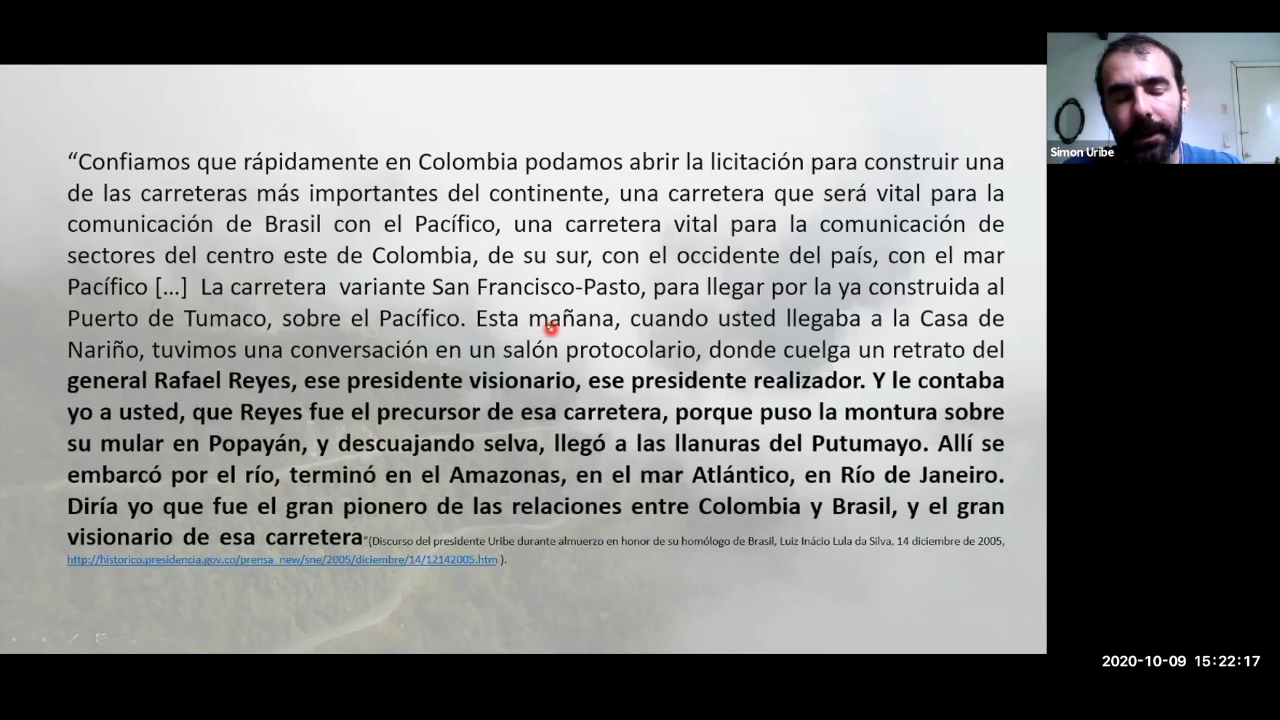 “Confiamos que rápidamente en Colombia podamos abrir la licitación para construir una
de las carreteras más importantes del continente, una carretera que será vital para la
comunicación de Brasil con el Pacífico, una carretera vital para la comunicación de
sectores del centro este de Colombia, de su sur, con el occidente del país, con el mar
Pacífico [...]  La carretera  variante San Francisco-Pasto, para llegar por la ya construida al
Puerto de Tumaco, sobre el Pacífico. Esta mañana, cuando usted llegaba a la Casa de
Nariño, tuvimos una conversación en un salón protocolario, donde cuelga un retrato del
general Rafael Reyes, ese presidente visionario, ese presidente realizador. Y le contaba
yo a usted, que Reyes fue el precursor de esa carretera, porque puso la montura sobre
su mular en Popayán, y descuajando selva, llegó a las llanuras del Putumayo. Allí se
embarcó por el río, terminó en el Amazonas, en el mar Atlántico, en Río de Janeiro.
Diría yo que fue el gran pionero de las relaciones entre Colombia y Brasil, y el gran
visionario de esa carretera”(Discurso del presidente Uribe durante almuerzo en honor de su homólogo de Brasil, Luiz Inácio Lula da Silva, 14 diciembre de 2005,
http://historico.presidencia.gov.co/prensa_new/sne/2005/diciembre/14/12142005.htm ).
Simon Uribe
2020-10-09 15:22:17